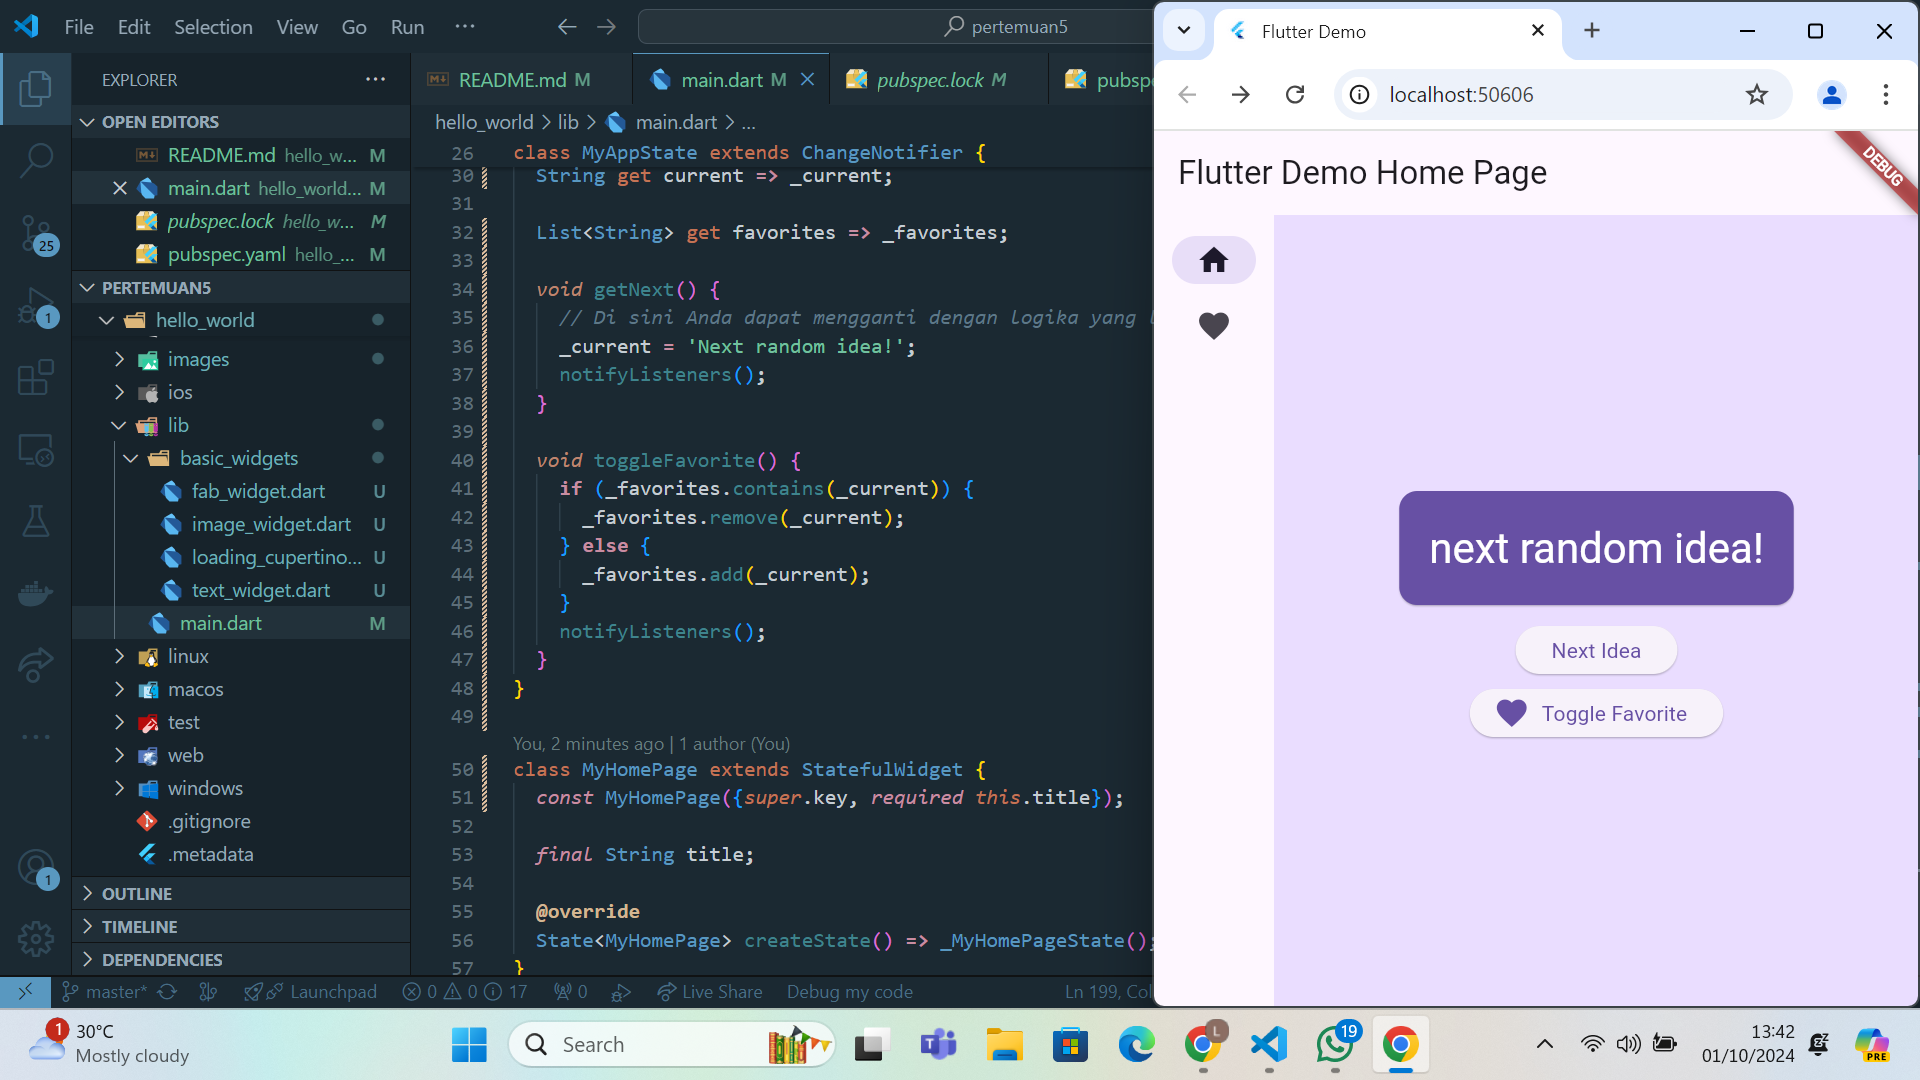 File Edit Selection View Go Run ...
pertemuan5
EXPLORER
OPEN EDITORS
README.md hello_w... M
main.dart hello_world... M
pubspec.lock hello_w... M
pubspec.yaml hello_... M
PERTEMUAN5
hello_world
images
ios
lib
basic_widgets
fab_widget.dart U
image_widget.dart U
loading_cupertino... U
text_widget.dart U
main.dart M
linux
macos
test
web
windows
.gitignore
.metadata
OUTLINE
TIMELINE
DEPENDENCIES
25
1
1
README.md M
main.dart M
pubspec.lock M
pubspe
hello_world > lib > main.dart > ...
26 class MyAppState extends ChangeNotifier {
30 String get current => _current;
31
32 List<String> get favorites => _favorites;
33
34 void getNext() {
35 // Di sini Anda dapat mengganti dengan logika yang
36 _current = 'Next random idea!';
37 notifyListeners();
38 }
39
40 void toggleFavorite() {
41 if (_favorites.contains(_current)) {
42 _favorites.remove(_current);
43 } else {
44 _favorites.add(_current);
45 }
46 notifyListeners();
47 }
48 }
49
You, 2 minutes ago | 1 author (You)
50 class MyHomePage extends StatefulWidget {
51 const MyHomePage({super.key, required this.title});
52
53 final String title;
54
55 @override
56 State<MyHomePage> createState() => _MyHomePageState();
57 }
master* Launchpad 0 0 17 0 Live Share Debug my code Ln 199, Col
Flutter Demo
localhost:50606
Flutter Demo Home Page
DEBUG
next random idea!
Next Idea
Toggle Favorite
1
30°C
Mostly cloudy
Search
L
19
13:42
01/10/2024
PRE